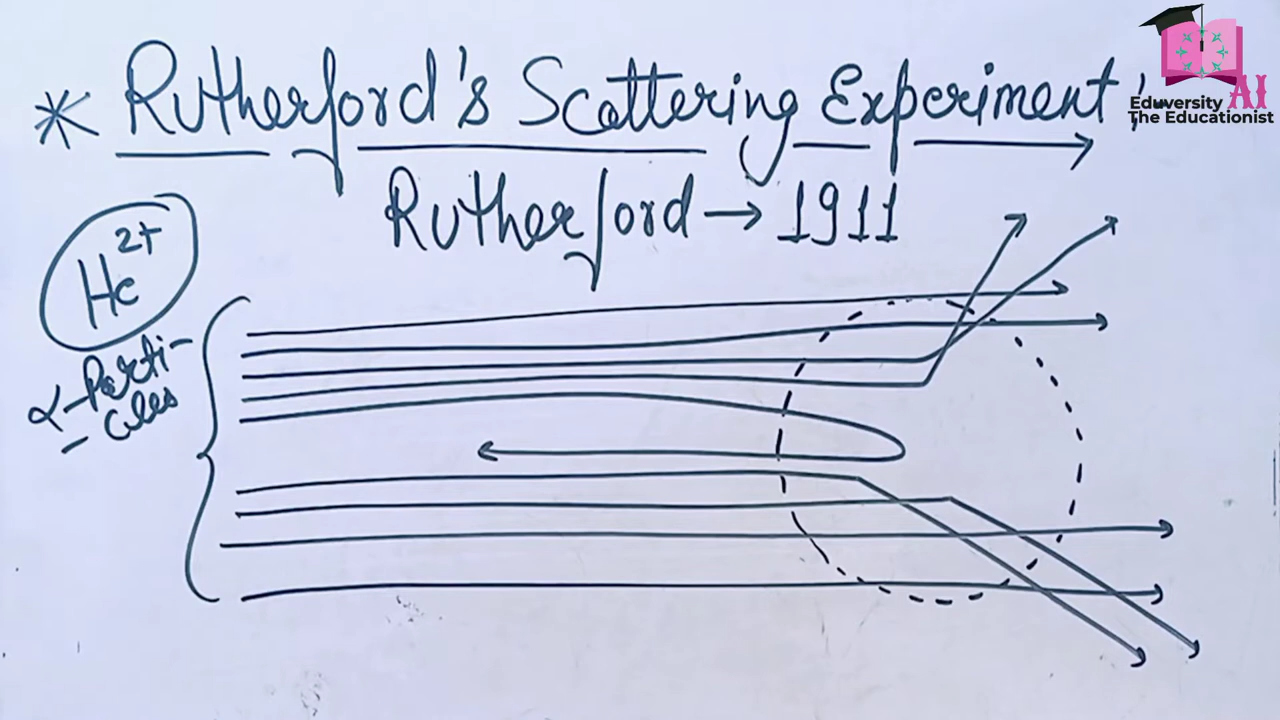 * Rutherford's Scattering Experiment :
Rutherford → 1911
He²⁺
α-Parti-
- cles
Eduversity AI
The Educationist